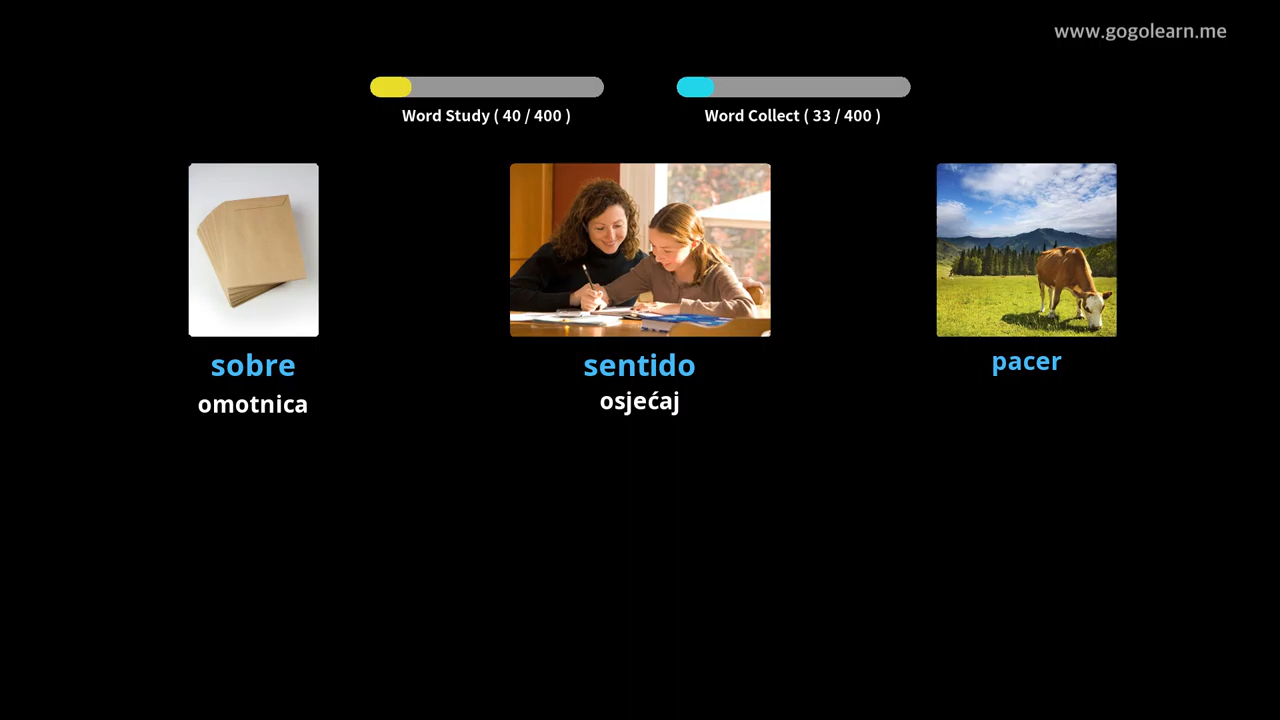 www.gogolearn.me
Word Study ( 40 / 400 )
Word Collect ( 33 / 400 )
sobre
omotnica
sentido
osjećaj
pacer